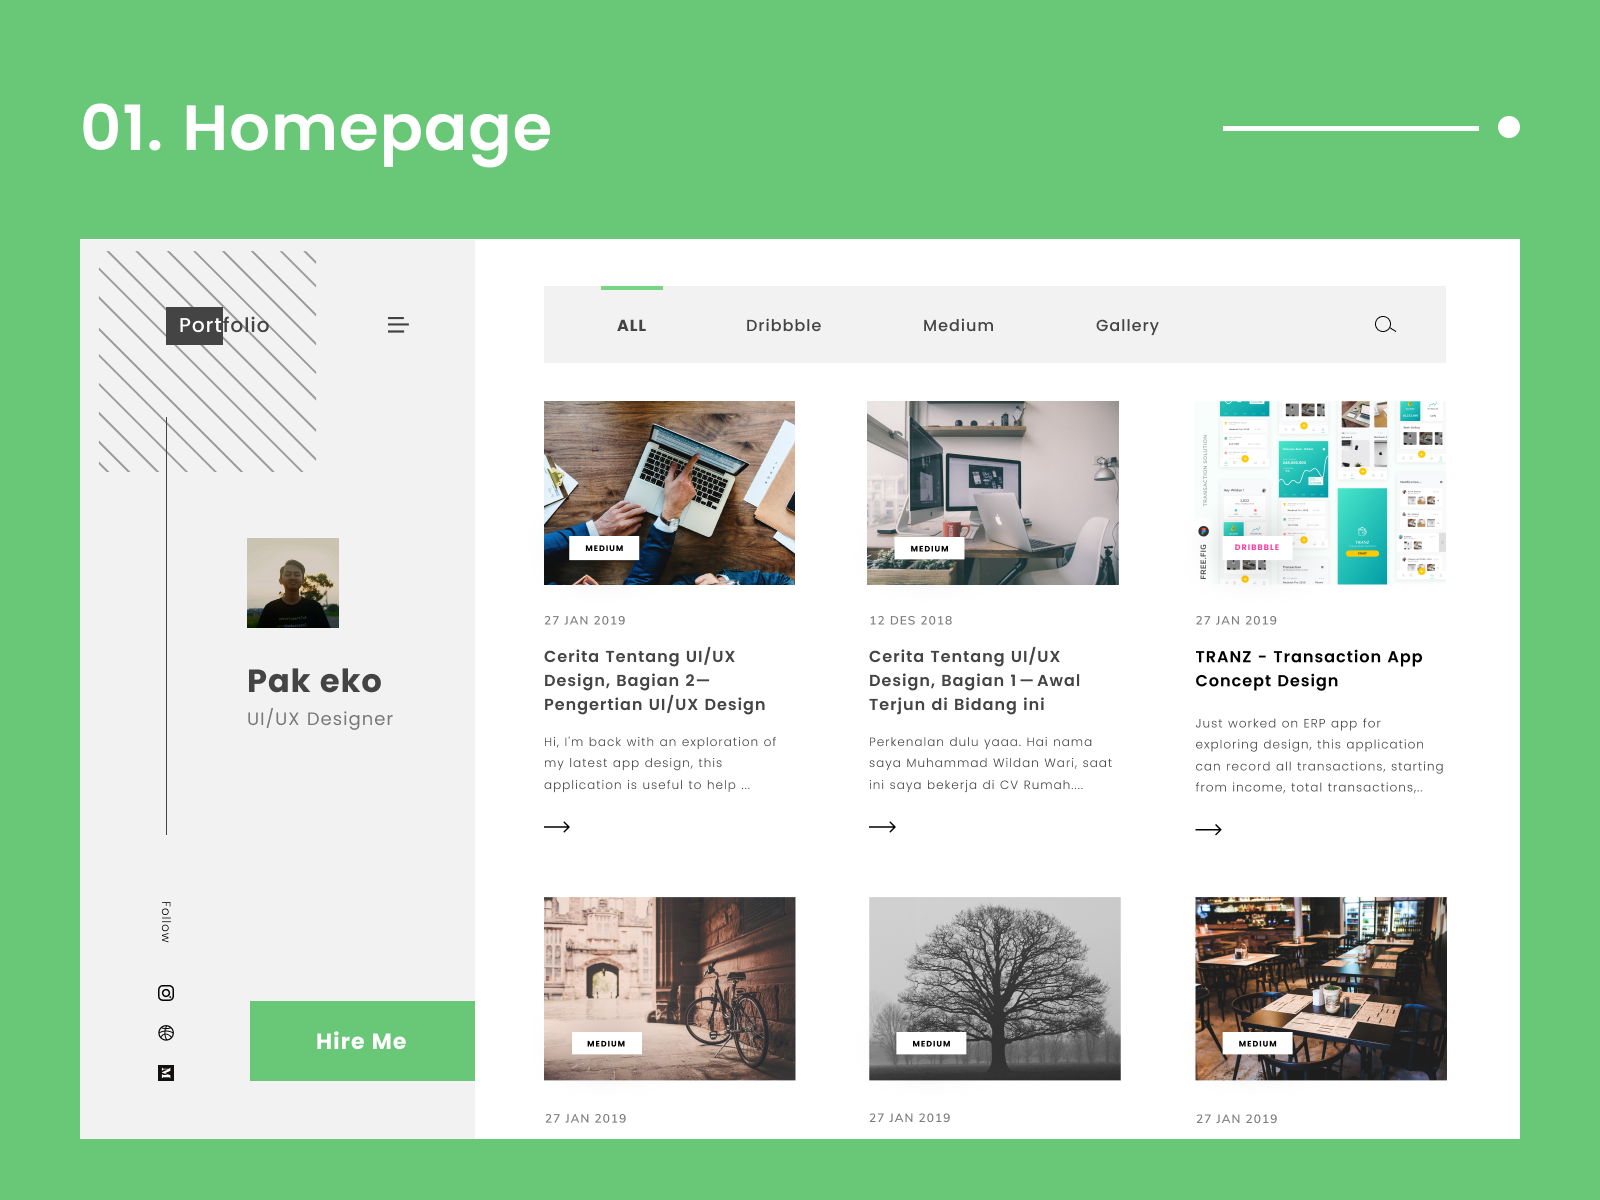 01. Homepage
Portfolio
Pak eko
UI/UX Designer
Follow
Hire Me
ALL
Dribbble
Medium
Gallery
MEDIUM
27 JAN 2019
Cerita Tentang UI/UX
Design, Bagian 2—
Pengertian UI/UX Design
Hi, I'm back with an exploration of
my latest app design, this
application is useful to help ...
MEDIUM
12 DES 2018
Cerita Tentang UI/UX
Design, Bagian 1 — Awal
Terjun di Bidang ini
Perkenalan dulu yaaa. Hai nama
saya Muhammad Wildan Wari, saat
ini saya bekerja di CV Rumah....
TRANSACTION SOLUTION
FREE.FIG
TRANZ
DRIBBBLE
27 JAN 2019
TRANZ - Transaction App
Concept Design
Just worked on ERP app for
exploring design, this application
can record all transactions, starting
from income, total transactions,..
MEDIUM
27 JAN 2019
MEDIUM
27 JAN 2019
MEDIUM
27 JAN 2019